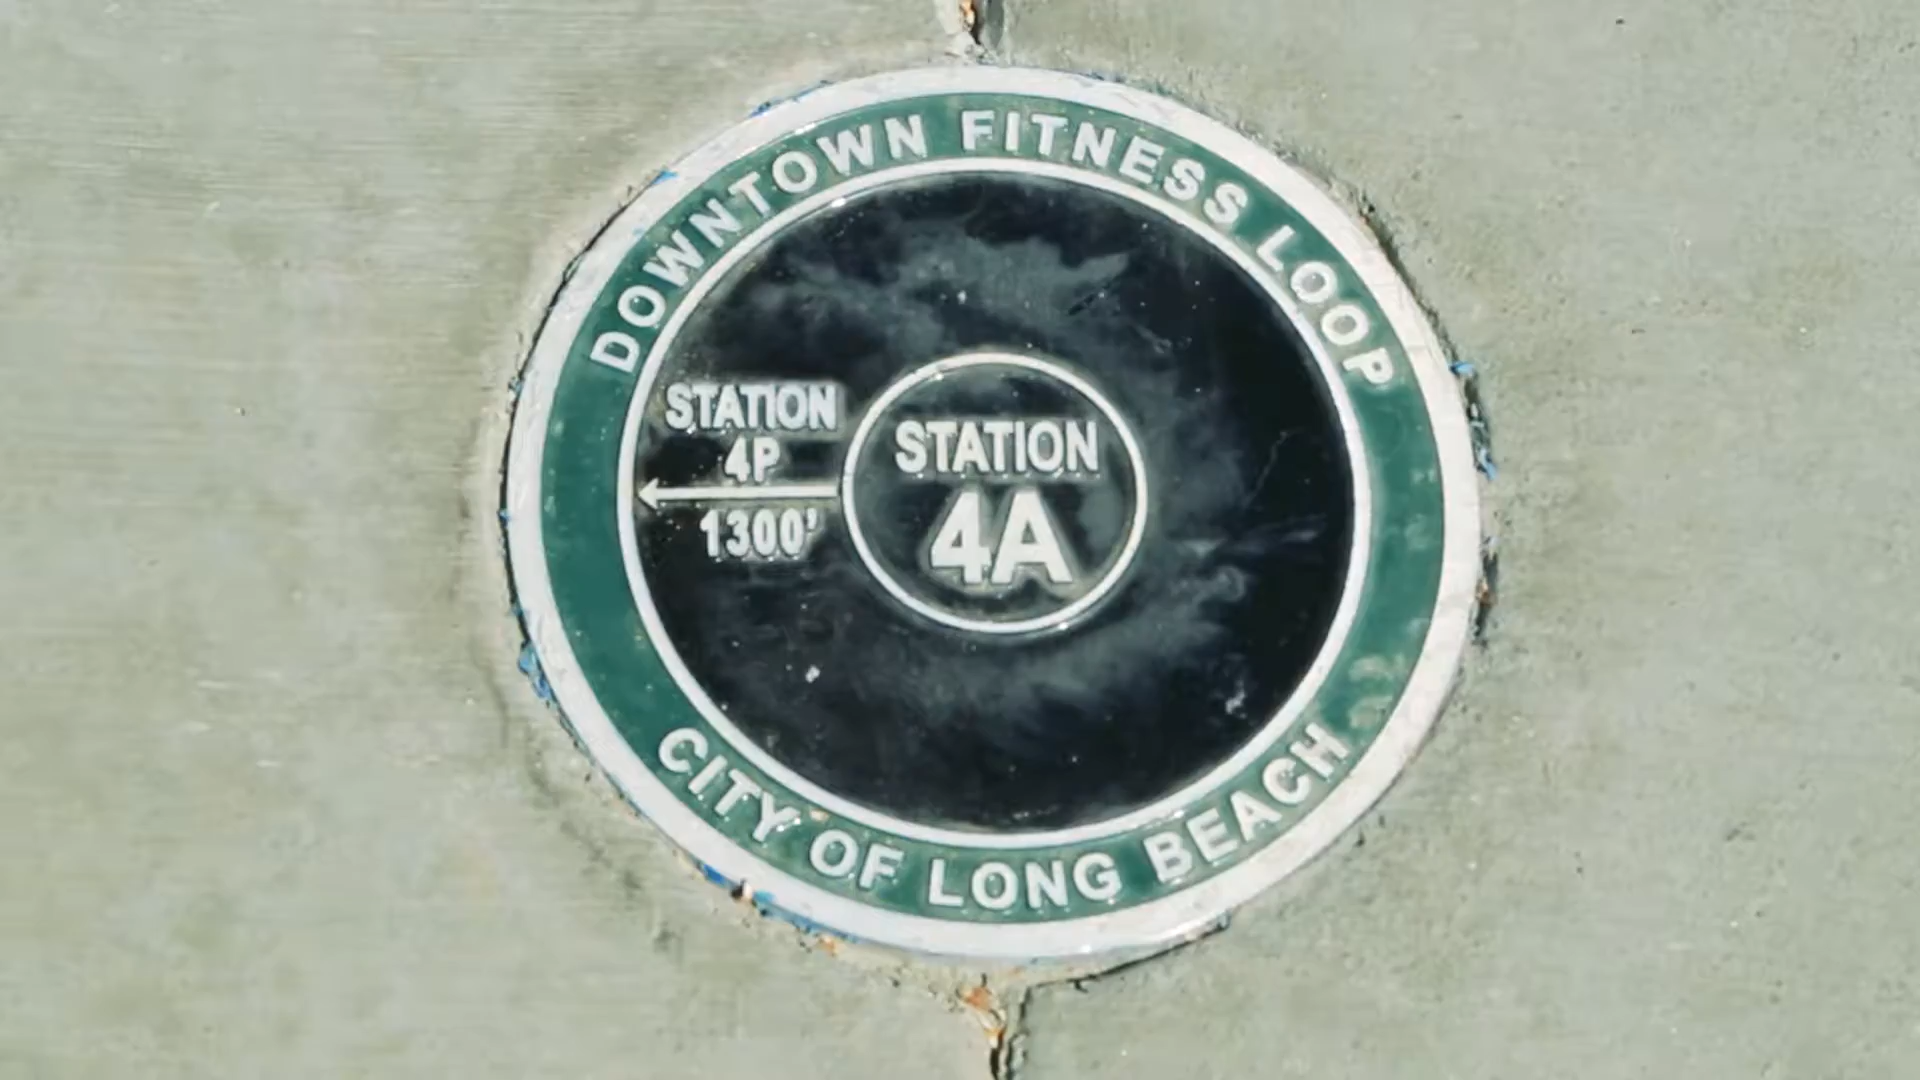 DOWNTOWN FITNESS LOOP
STATION
4P
1300'
STATION
4A
CITY OF LONG BEACH